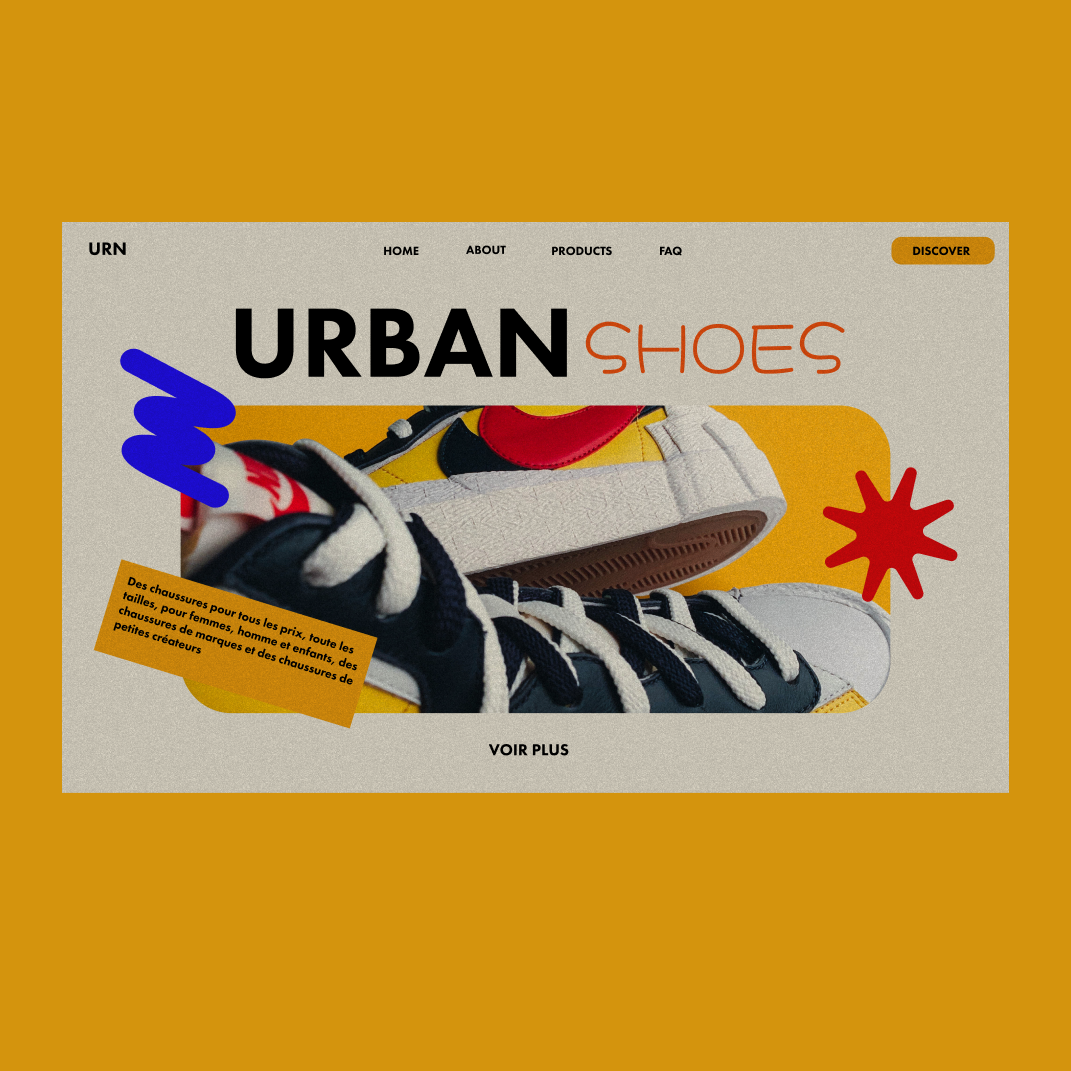 URN
HOME
ABOUT
PRODUCTS
FAQ
DISCOVER
URBAN SHOES
Des chaussures pour tous les prix, toute les
tailles, pour femmes, homme et enfants, des
chaussures de marques et des chaussures de
petites créateurs
VOIR PLUS